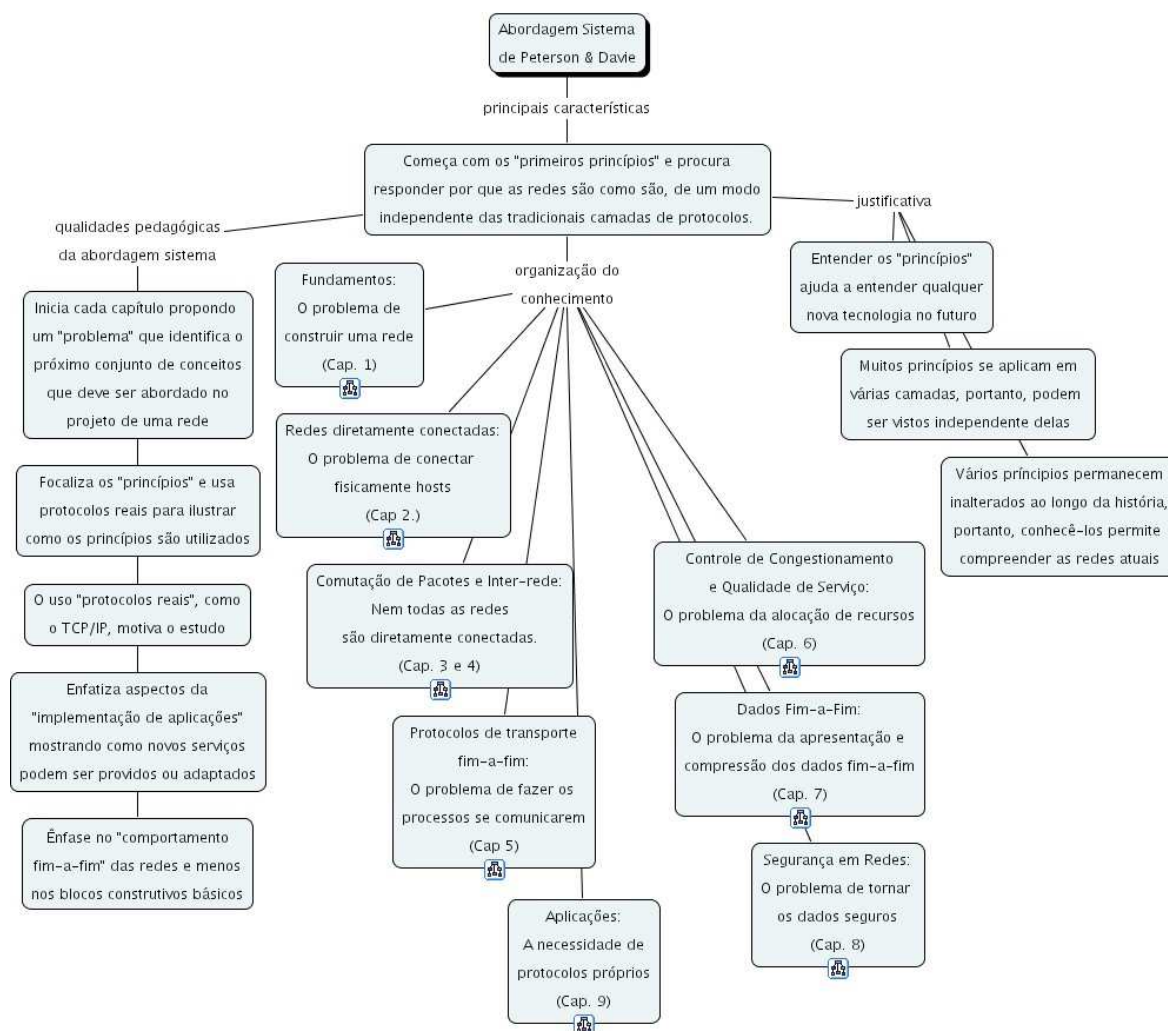 Abordagem Sistema
de Peterson & Davie
principais características
Começa com os "primeiros princípios" e procura
responder por que as redes são como são, de um modo
independente das tradicionais camadas de protocolos.
qualidades pedagógicas
da abordagem sistema
Inicia cada capítulo propondo
um "problema" que identifica o
próximo conjunto de conceitos
que deve ser abordado no
projeto de uma rede
Focaliza os "princípios" e usa
protocolos reais para ilustrar
como os princípios são utilizados
O uso "protocolos reais", como
o TCP/IP, motiva o estudo
Enfatiza aspectos da
"implementação de aplicações"
mostrando como novos serviços
podem ser providos ou adaptados
Ênfase no "comportamento
fim-a-fim" das redes e menos
nos blocos construtivos básicos
organização do
conhecimento
Fundamentos:
O problema de
construir uma rede
(Cap. 1)
Redes diretamente conectadas:
O problema de conectar
fisicamente hosts
(Cap 2.)
Comutação de Pacotes e Inter-rede:
Nem todas as redes
são diretamente conectadas.
(Cap. 3 e 4)
Protocolos de transporte
fim-a-fim:
O problema de fazer os
processos se comunicarem
(Cap 5)
Aplicações:
A necessidade de
protocolos próprios
(Cap. 9)
Controle de Congestionamento
e Qualidade de Serviço:
O problema da alocação de recursos
(Cap. 6)
Dados Fim-a-Fim:
O problema da apresentação e
compressão dos dados fim-a-fim
(Cap. 7)
Segurança em Redes:
O problema de tornar
os dados seguros
(Cap. 8)
justificativa
Entender os "princípios"
ajuda a entender qualquer
nova tecnologia no futuro
Muitos princípios se aplicam em
várias camadas, portanto, podem
ser vistos independente delas
Vários príncipios permanecem
inalterados ao longo da história,
portanto, conhecê-los permite
compreender as redes atuais